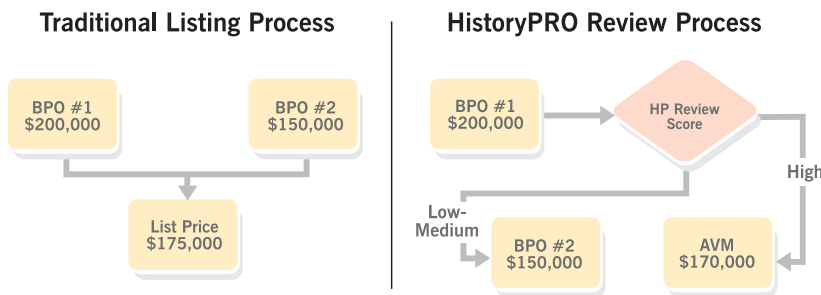 Traditional Listing Process
BPO #1
$200,000
BPO #2
$150,000
List Price
$175,000
HistoryPRO Review Process
BPO #1
$200,000
HP Review
Score
High
Low-
Medium
BPO #2
$150,000
AVM
$170,000